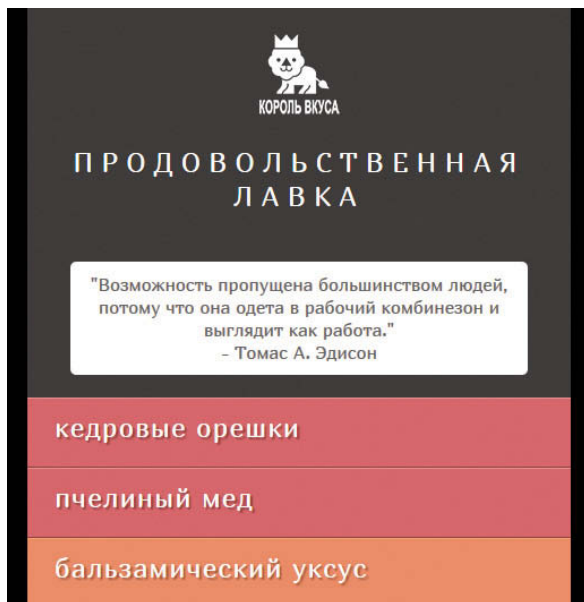 КОРОЛЬ ВКУСА
ПРОДОВОЛЬСТВЕННАЯ
ЛАВКА
"Возможность пропущена большинством людей,
потому что она одета в рабочий комбинезон и
выглядит как работа."
– Томас А. Эдисон
кедровые орешки
пчелиный мед
бальзамический уксус